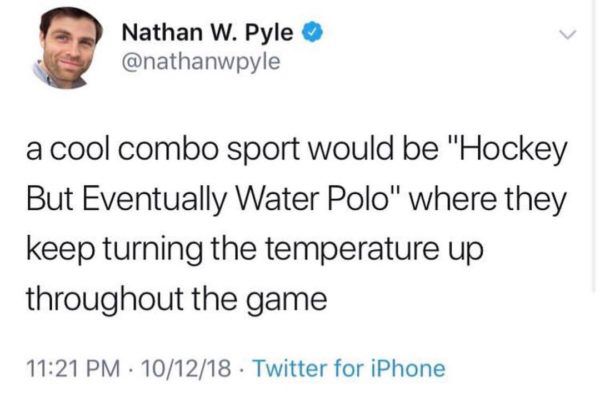 Nathan W. Pyle
@nathanwpyle
a cool combo sport would be "Hockey
But Eventually Water Polo" where they
keep turning the temperature up
throughout the game
11:21 PM · 10/12/18 · Twitter for iPhone